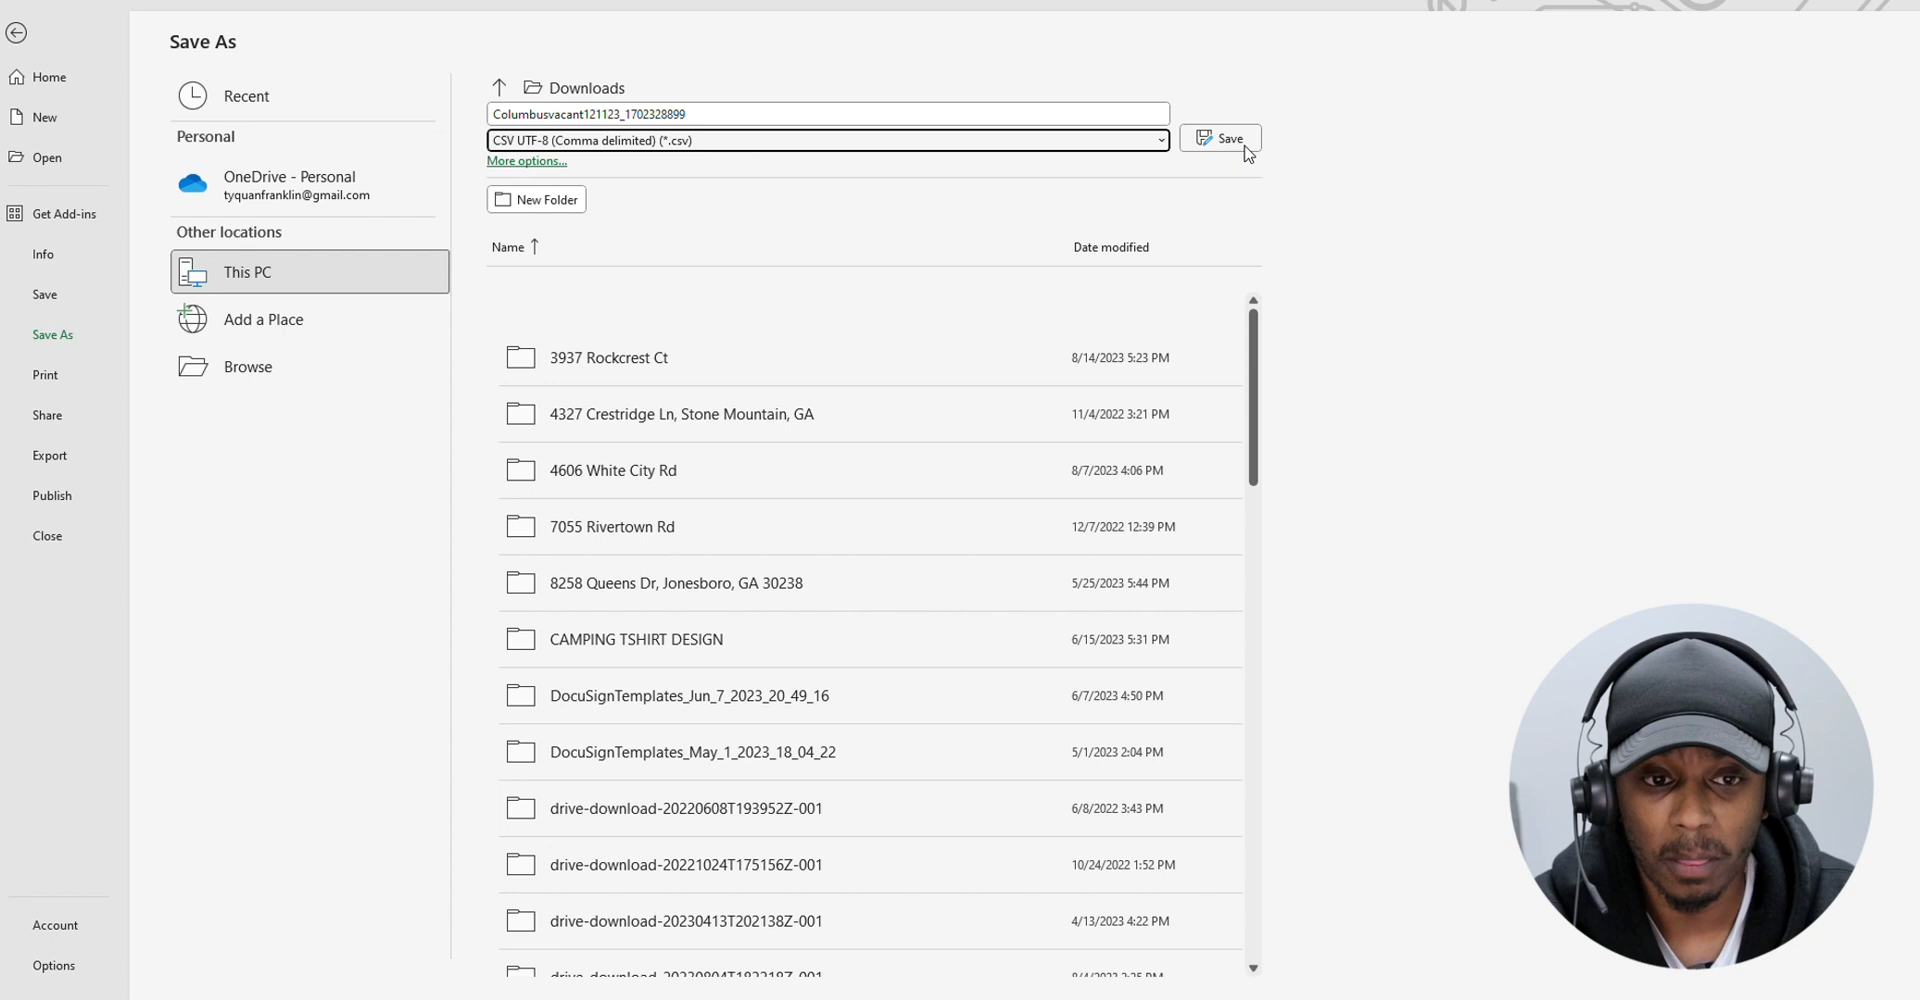 Save As
Home
New
Open
Get Add-ins
Info
Save
Save As
Print
Share
Export
Publish
Close
Account
Options
Recent
Personal
OneDrive - Personal
tyquanfranklin@gmail.com
Other locations
This PC
Add a Place
Browse
Downloads
Columbusvacant121123_1702328899
CSV UTF-8 (Comma delimited) (*.csv)
Save
More options...
New Folder
Name Date modified
3937 Rockcrest Ct 8/14/2023 5:23 PM
4327 Crestridge Ln, Stone Mountain, GA 11/4/2022 3:21 PM
4606 White City Rd 8/7/2023 4:06 PM
7055 Rivertown Rd 12/7/2022 12:39 PM
8258 Queens Dr, Jonesboro, GA 30238 5/25/2023 5:44 PM
CAMPING TSHIRT DESIGN 6/15/2023 5:31 PM
DocuSignTemplates_Jun_7_2023_20_49_16 6/7/2023 4:50 PM
DocuSignTemplates_May_1_2023_18_04_22 5/1/2023 2:04 PM
drive-download-20220608T193952Z-001 6/8/2022 3:43 PM
drive-download-20221024T175156Z-001 10/24/2022 1:52 PM
drive-download-20230413T202138Z-001 4/13/2023 4:22 PM